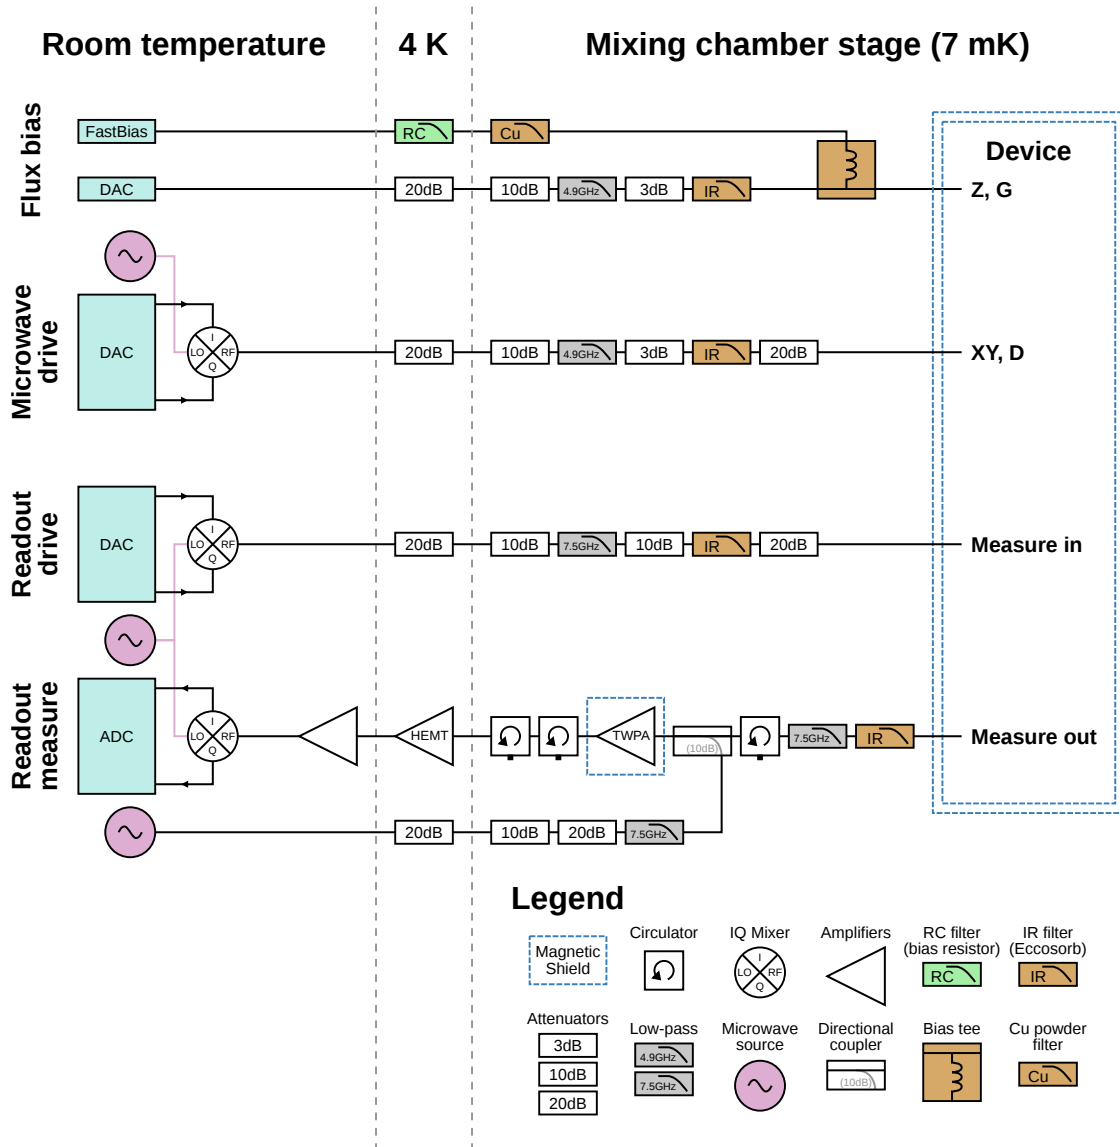 Room temperature
4 K
Mixing chamber stage (7 mK)
Flux bias
FastBias
RC
Cu
Device
DAC
20dB
10dB
4.9GHz
3dB
IR
Z, G
Microwave
drive
DAC
I
LO
RF
Q
20dB
10dB
4.9GHz
3dB
IR
20dB
XY, D
Readout
drive
DAC
I
LO
RF
Q
20dB
10dB
7.5GHz
10dB
IR
20dB
Measure in
Readout
measure
ADC
I
LO
RF
Q
HEMT
TWPA
(10dB)
7.5GHz
IR
Measure out
20dB
10dB
20dB
7.5GHz
Legend
Magnetic
Shield
Circulator
IQ Mixer
I
LO
RF
Q
Amplifiers
RC filter
(bias resistor)
RC
IR filter
(Eccosorb)
IR
Attenuators
3dB
10dB
20dB
Low-pass
4.9GHz
7.5GHz
Microwave
source
Directional
coupler
(10dB)
Bias tee
Cu powder
filter
Cu